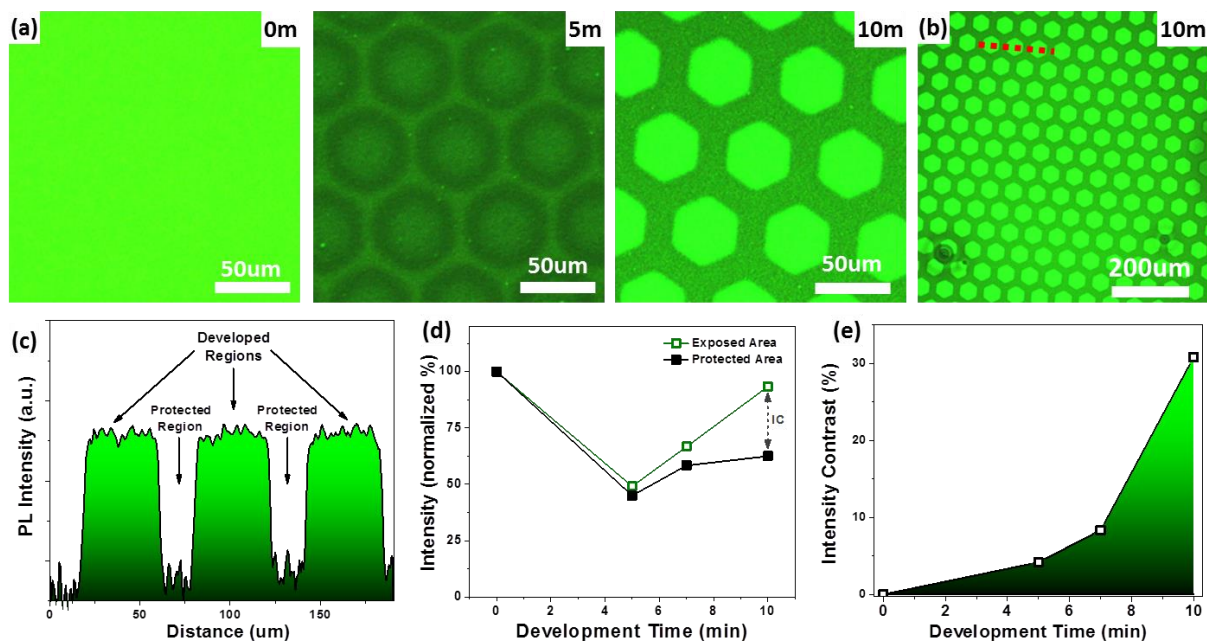 (a)
0m
50um
5m
50um
10m
50um
(b)
10m
200um
(c)
PL Intensity (a.u.)
Developed
Regions
Protected
Region
Protected
Region
0
50
100
150
Distance (um)
(d)
Intensity (normalized %)
100
75
50
25
0
Exposed Area
Protected Area
IC
0
2
4
6
8
10
Development Time (min)
(e)
Intensity Contrast (%)
30
20
10
0
0
2
4
6
8
10
Development Time (min)